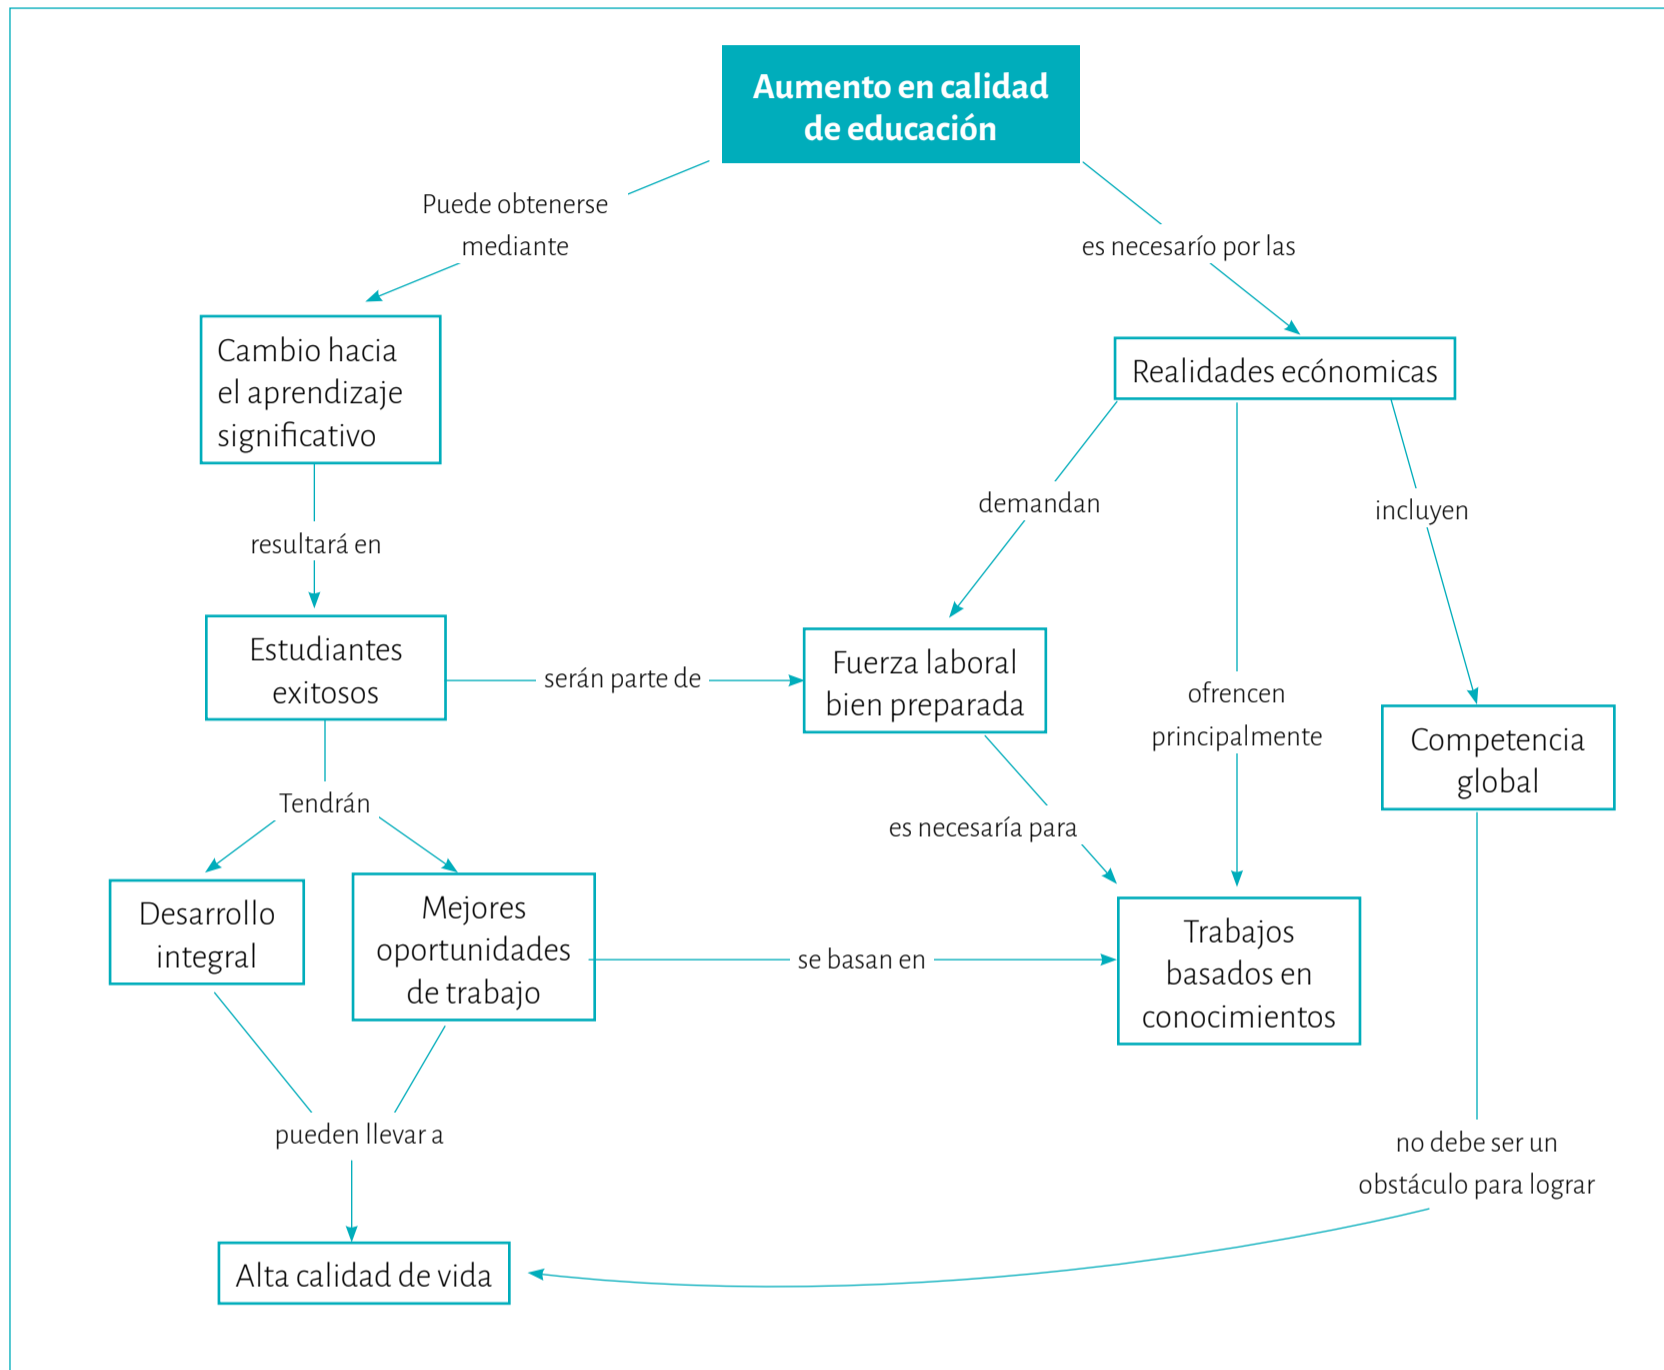 Aumento en calidad
de educación
Puede obtenerse
mediante
es necesarío por las
Cambio hacia
el aprendizaje
significativo
Realidades ecónomicas
demandan
incluyen
resultará en
Estudiantes
exitosos
serán parte de
Fuerza laboral
bien preparada
ofrencen
principalmente
Competencia
global
Tendrán
es necesaría para
Desarrollo
integral
Mejores
oportunidades
de trabajo
se basan en
Trabajos
basados en
conocimientos
pueden llevar a
no debe ser un
obstáculo para lograr
Alta calidad de vida